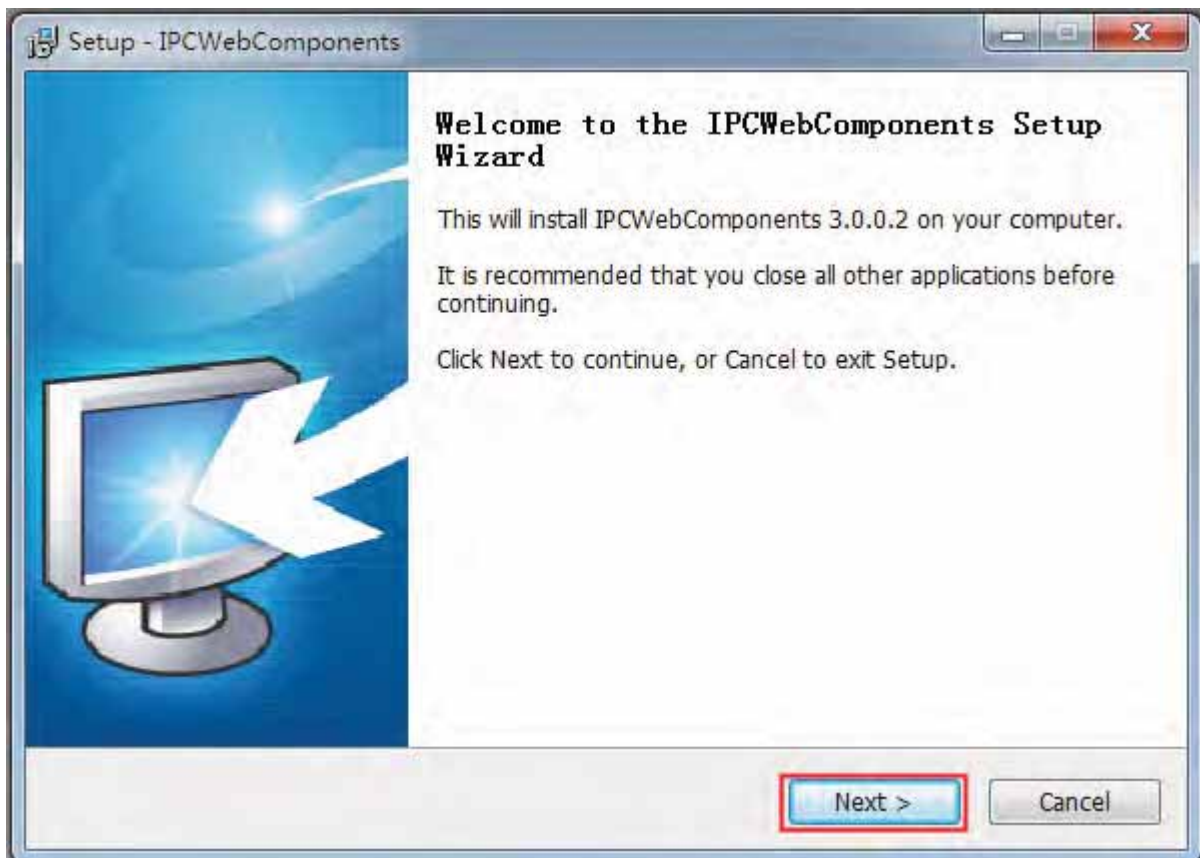 Setup - IPCWebComponents
Welcome to the IPCWebComponents Setup
Wizard
This will install IPCWebComponents 3.0.0.2 on your computer.
It is recommended that you close all other applications before
continuing.
Click Next to continue, or Cancel to exit Setup.
Next >
Cancel